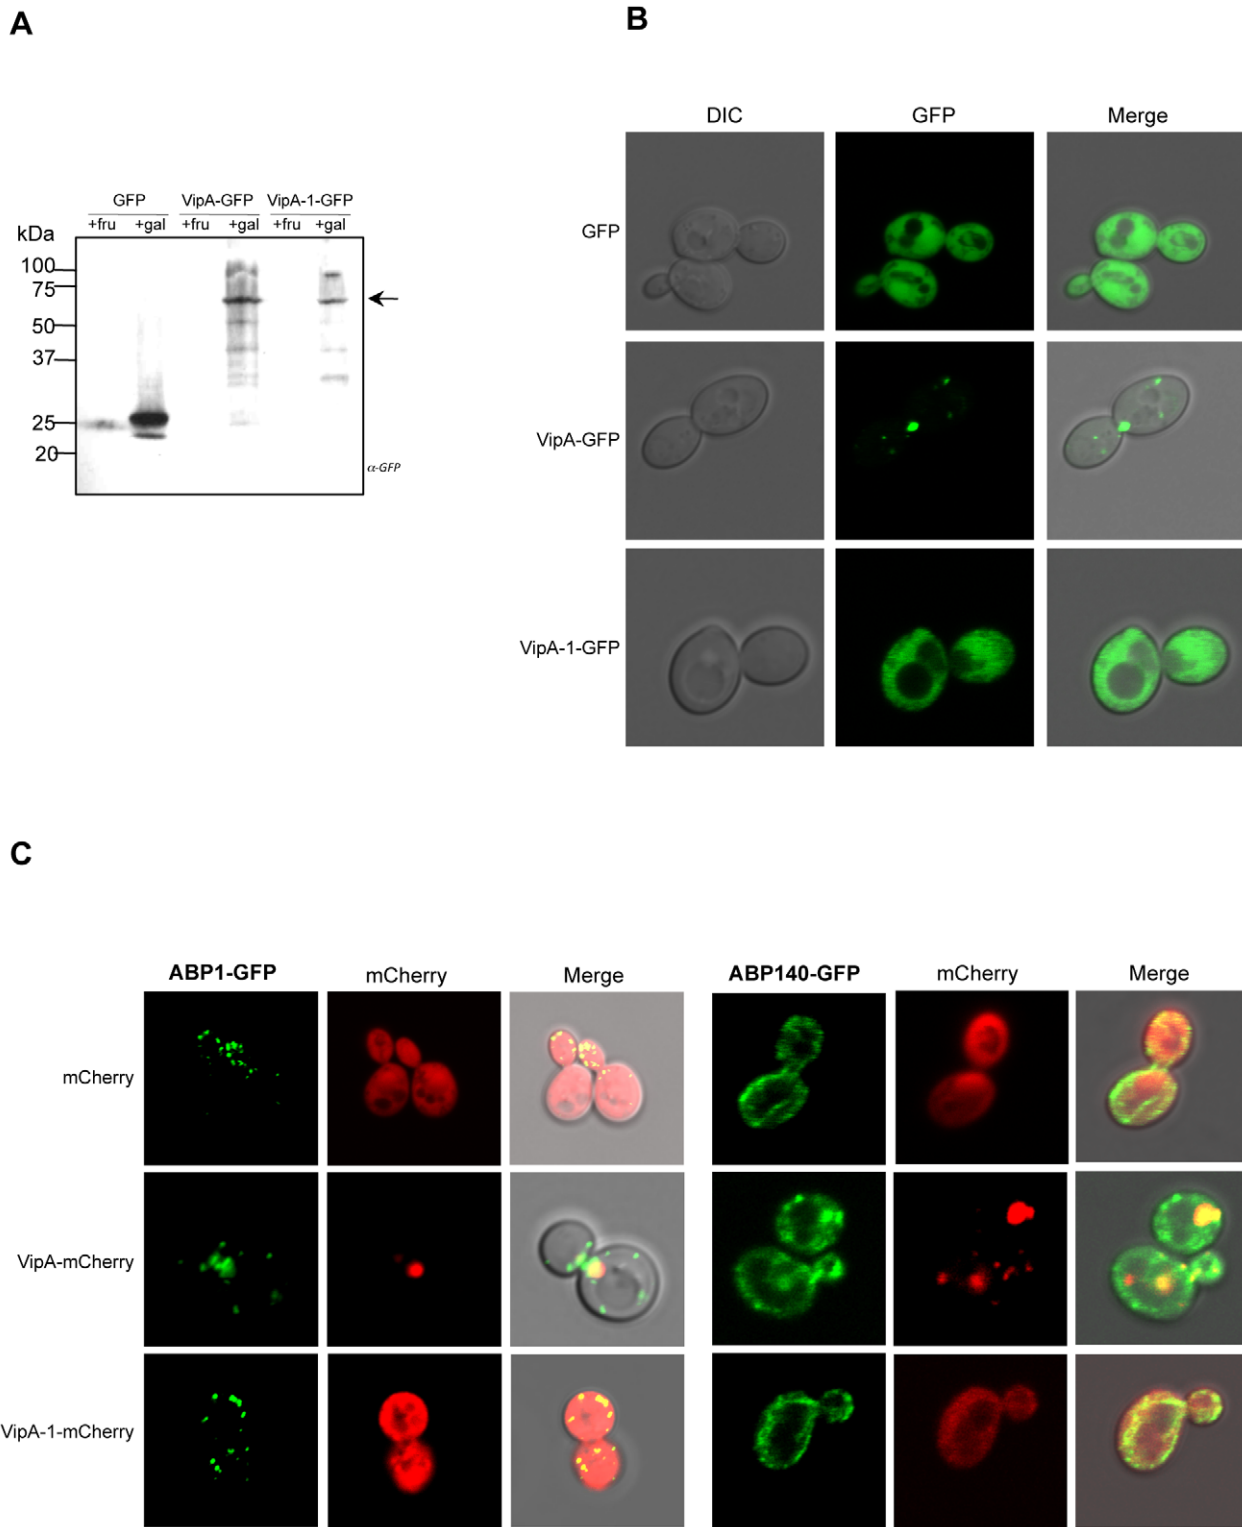 A
B
DIC GFP Merge
GFP VipA-GFP VipA-1-GFP
+fru +gal +fru +gal +fru +gal
kDa
100
75
50
37
25
20
α-GFP
GFP
VipA-GFP
VipA-1-GFP
C
ABP1-GFP mCherry Merge ABP140-GFP mCherry Merge
mCherry
VipA-mCherry
VipA-1-mCherry